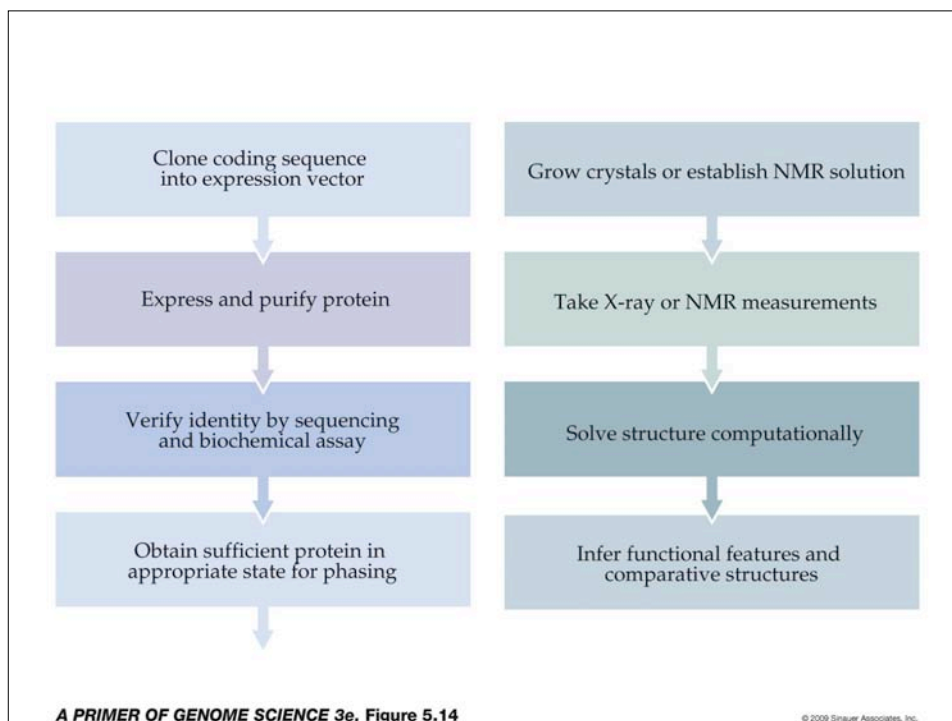 Clone coding sequence
into expression vector
Express and purify protein
Verify identity by sequencing
and biochemical assay
Obtain sufficient protein in
appropriate state for phasing
Grow crystals or establish NMR solution
Take X-ray or NMR measurements
Solve structure computationally
Infer functional features and
comparative structures
A PRIMER OF GENOME SCIENCE 3e, Figure 5.14
© 2009 Sinauer Associates, Inc.